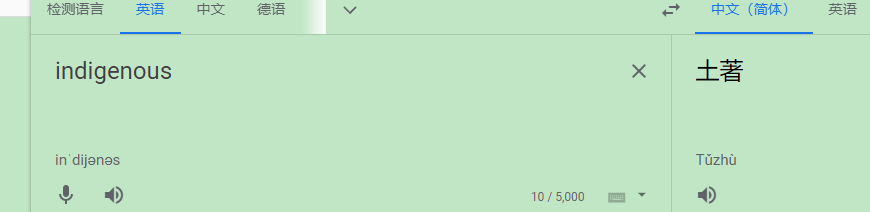 检测语言 英语 中文 德语 中文（简体） 英语
indigenous 土著
inˈdijənəs Tǔzhù
10 / 5,000